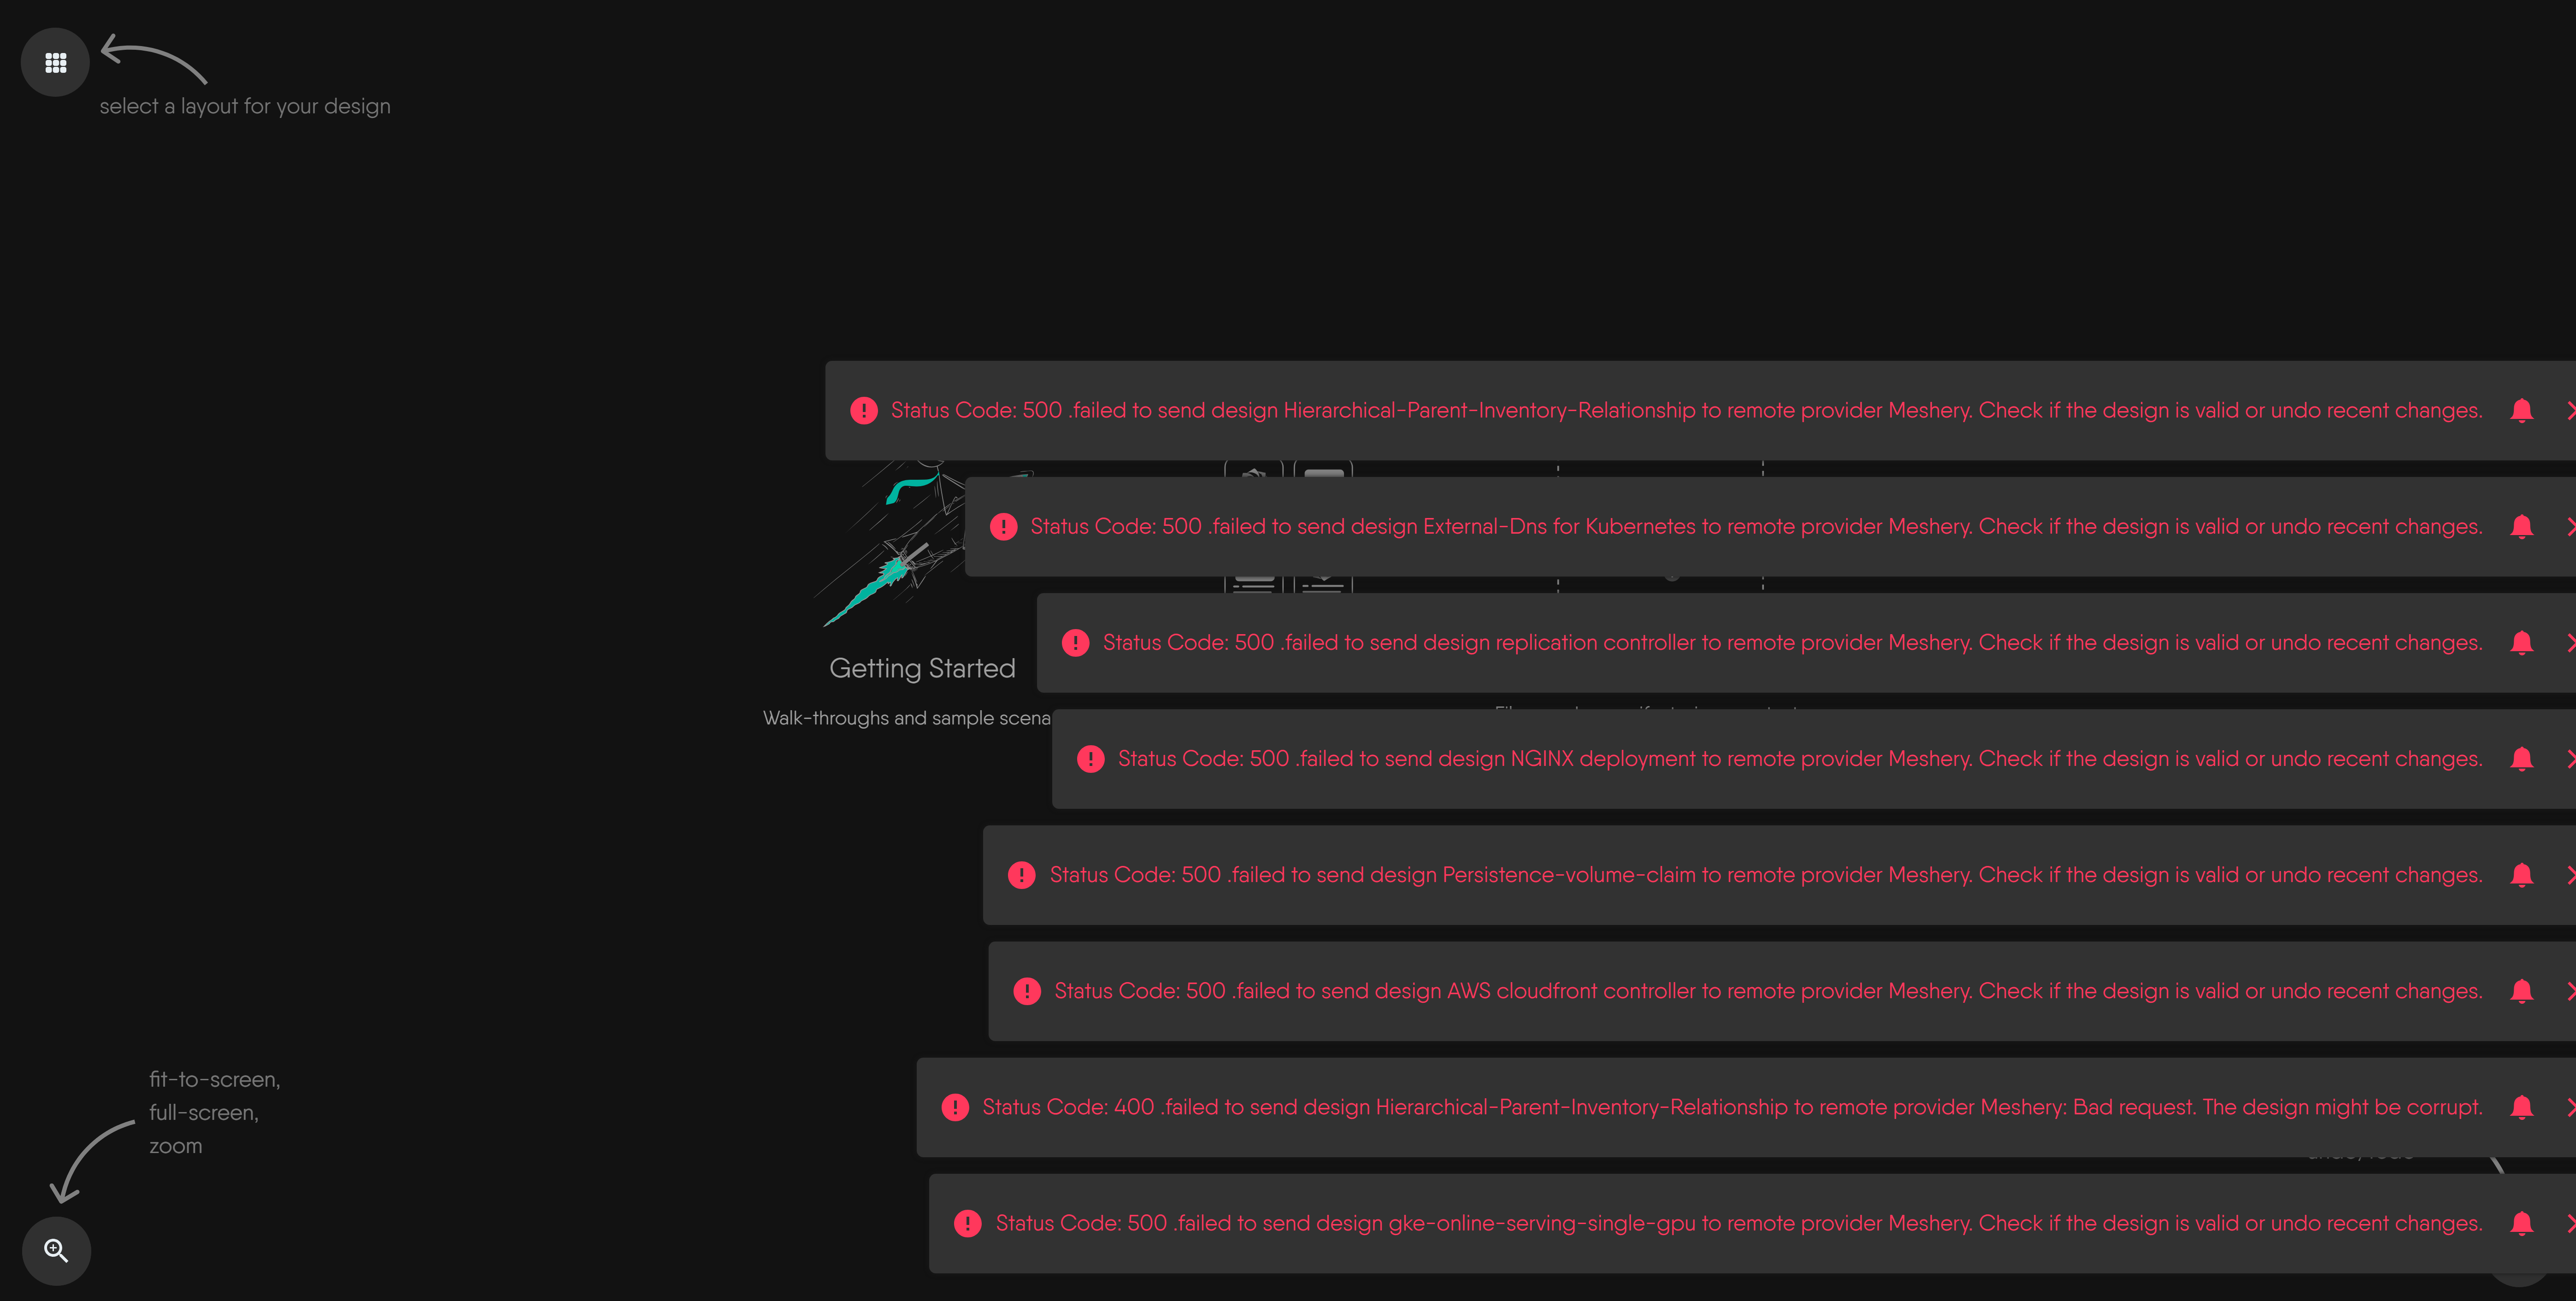 select a layout for your design
Status Code: 500 .failed to send design Hierarchical-Parent-Inventory-Relationship to remote provider Meshery. Check if the design is valid or undo recent changes.
Status Code: 500 .failed to send design External-Dns for Kubernetes to remote provider Meshery. Check if the design is valid or undo recent changes.
Status Code: 500 .failed to send design replication controller to remote provider Meshery. Check if the design is valid or undo recent changes.
Getting Started
Walk-throughs and sample
Status Code: 500 .failed to send design NGINX deployment to remote provider Meshery. Check if the design is valid or undo recent changes.
Status Code: 500 .failed to send design Persistence-volume-claim to remote provider Meshery. Check if the design is valid or undo recent changes.
Status Code: 500 .failed to send design AWS cloudfront controller to remote provider Meshery. Check if the design is valid or undo recent changes.
fit-to-screen,
full-screen,
zoom
Status Code: 400 .failed to send design Hierarchical-Parent-Inventory-Relationship to remote provider Meshery: Bad request. The design might be corrupt.
Status Code: 500 .failed to send design gke-online-serving-single-gpu to remote provider Meshery. Check if the design is valid or undo recent changes.